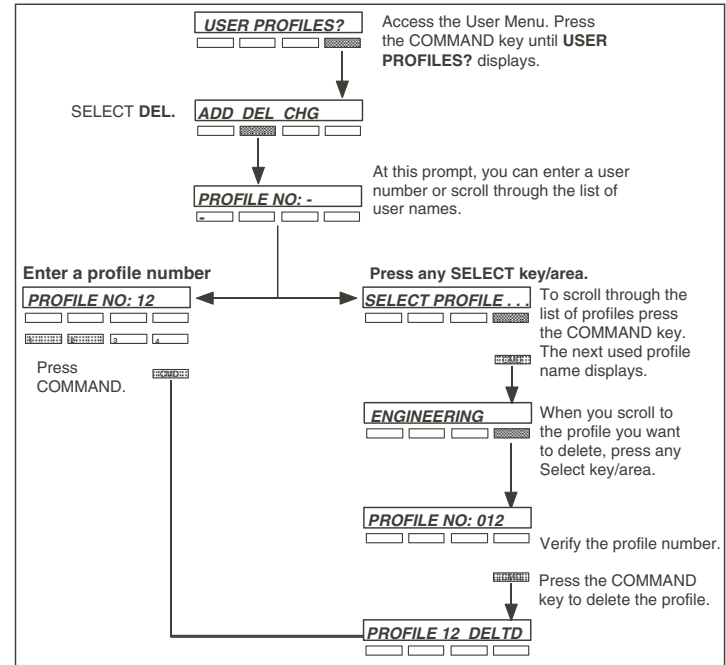 USER PROFILES?
Access the User Menu. Press
the COMMAND key until USER
PROFILES? displays.
SELECT DEL.
ADD DEL CHG
At this prompt, you can enter a user
number or scroll through the list of
user names.
PROFILE NO: -
-
Enter a profile number
PROFILE NO: 12
1 2 3 4
Press
COMMAND.
CMD
Press any SELECT key/area.
SELECT PROFILE . . .
To scroll through the
list of profiles press
the COMMAND key.
The next used profile
name displays.
CMD
ENGINEERING
When you scroll to
the profile you want
to delete, press any
Select key/area.
PROFILE NO: 012
Verify the profile number.
CMD
Press the COMMAND
key to delete the profile.
PROFILE 12 DELTD